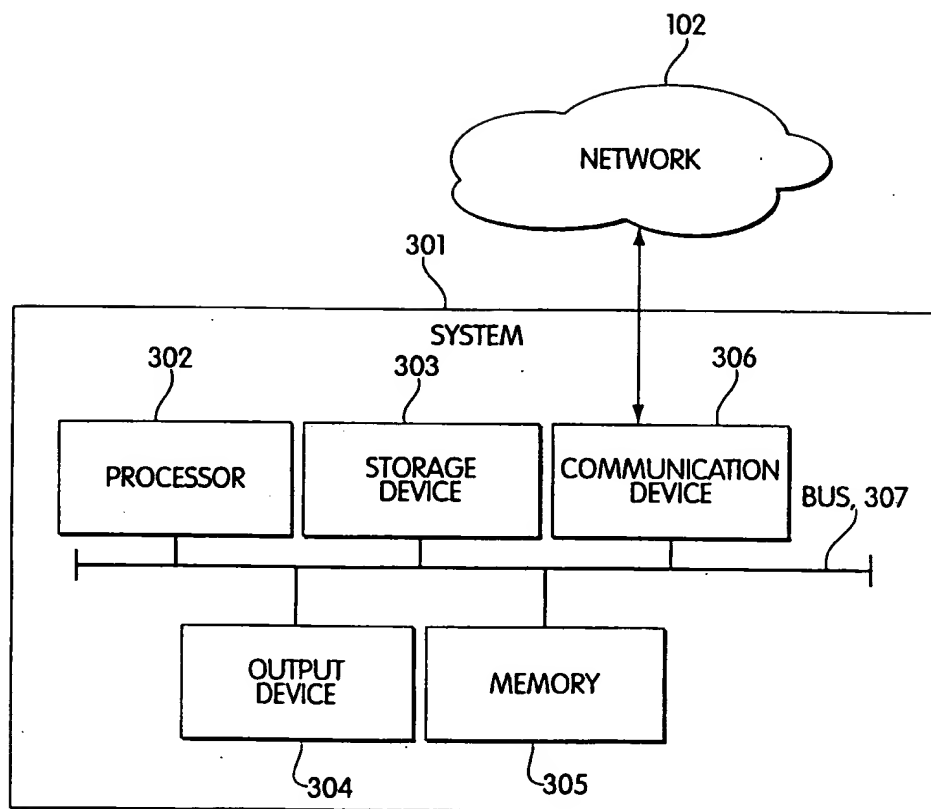 102
NETWORK
301
SYSTEM
302
303
306
PROCESSOR
STORAGE
DEVICE
COMMUNICATION
DEVICE
BUS, 307
OUTPUT
DEVICE
MEMORY
304
305